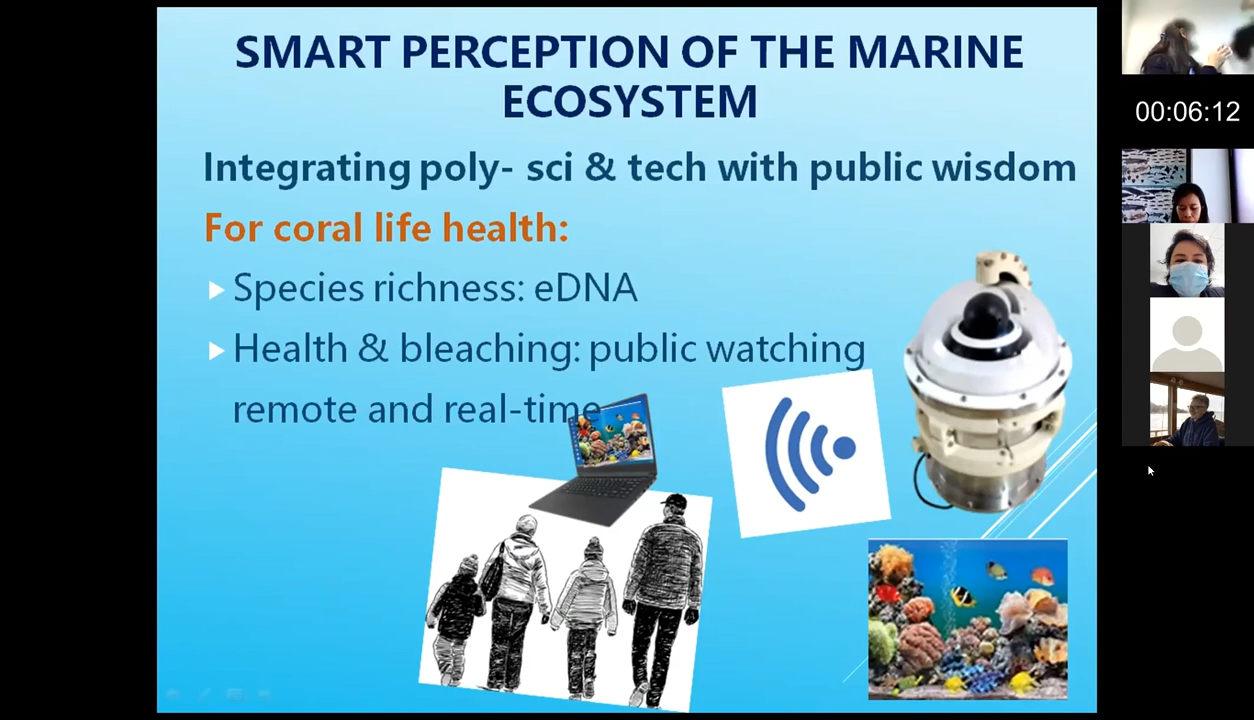 SMART PERCEPTION OF THE MARINE
ECOSYSTEM
Integrating poly- sci & tech with public wisdom
For coral life health:
Species richness: eDNA
Health & bleaching: public watching
remote and real-time
00:06:12